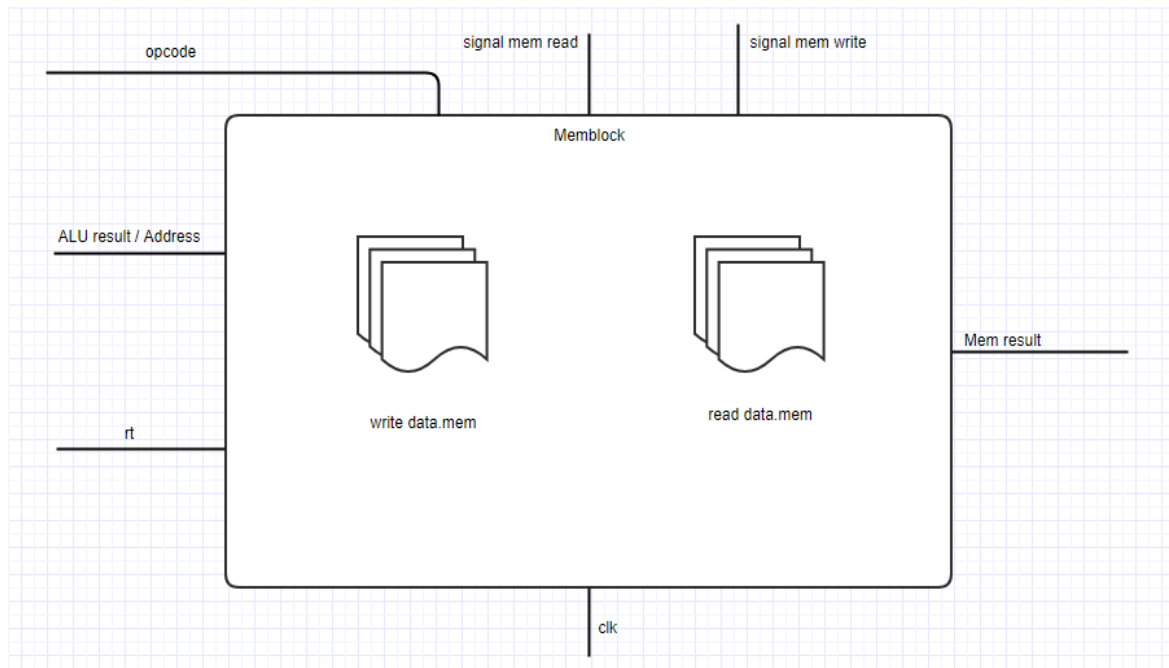 signal mem read
signal mem write
opcode
Memblock
ALU result / Address
Mem result
write data.mem
read data.mem
rt
clk